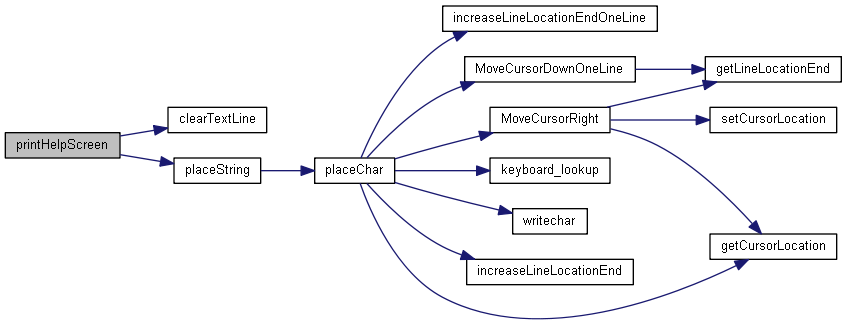 increaseLineLocationEndOneLine
MoveCursorDownOneLine
getLineLocationEnd
clearTextLine
MoveCursorRight
setCursorLocation
printHelpScreen
placeString
placeChar
keyboard_lookup
writechar
getCursorLocation
increaseLineLocationEnd